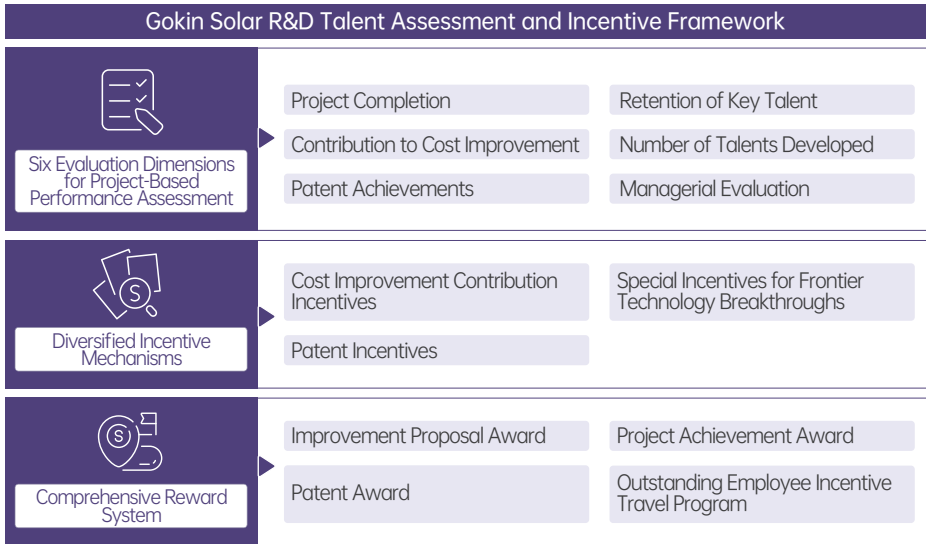 Gokin Solar R&D Talent Assessment and Incentive Framework
Six Evaluation Dimensions
for Project-Based
Performance Assessment
Project Completion
Retention of Key Talent
Contribution to Cost Improvement
Number of Talents Developed
Patent Achievements
Managerial Evaluation
Diversified Incentive
Mechanisms
Cost Improvement Contribution
Incentives
Special Incentives for Frontier
Technology Breakthroughs
Patent Incentives
Comprehensive Reward
System
Improvement Proposal Award
Project Achievement Award
Patent Award
Outstanding Employee Incentive
Travel Program